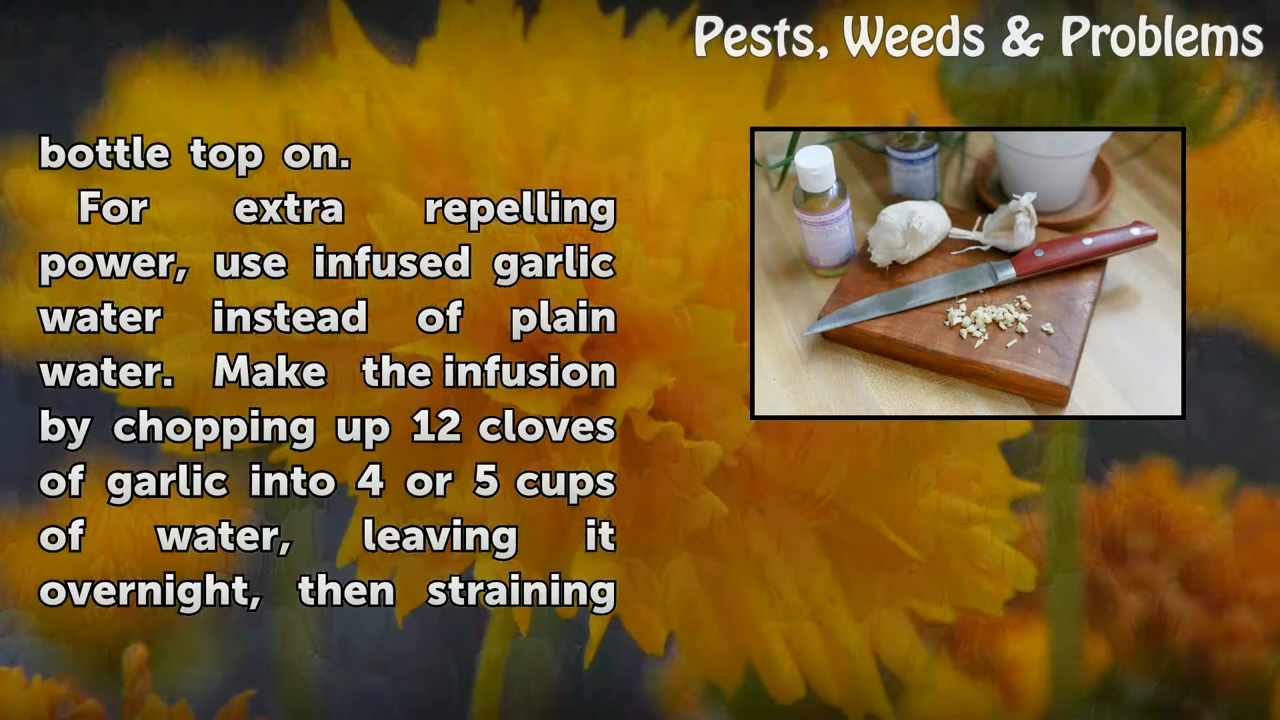 Pests, Weeds & Problems
bottle top on.
For extra repelling
power, use infused garlic
water instead of plain
water. Make the infusion
by chopping up 12 cloves
of garlic into 4 or 5 cups
of water, leaving it
overnight, then straining